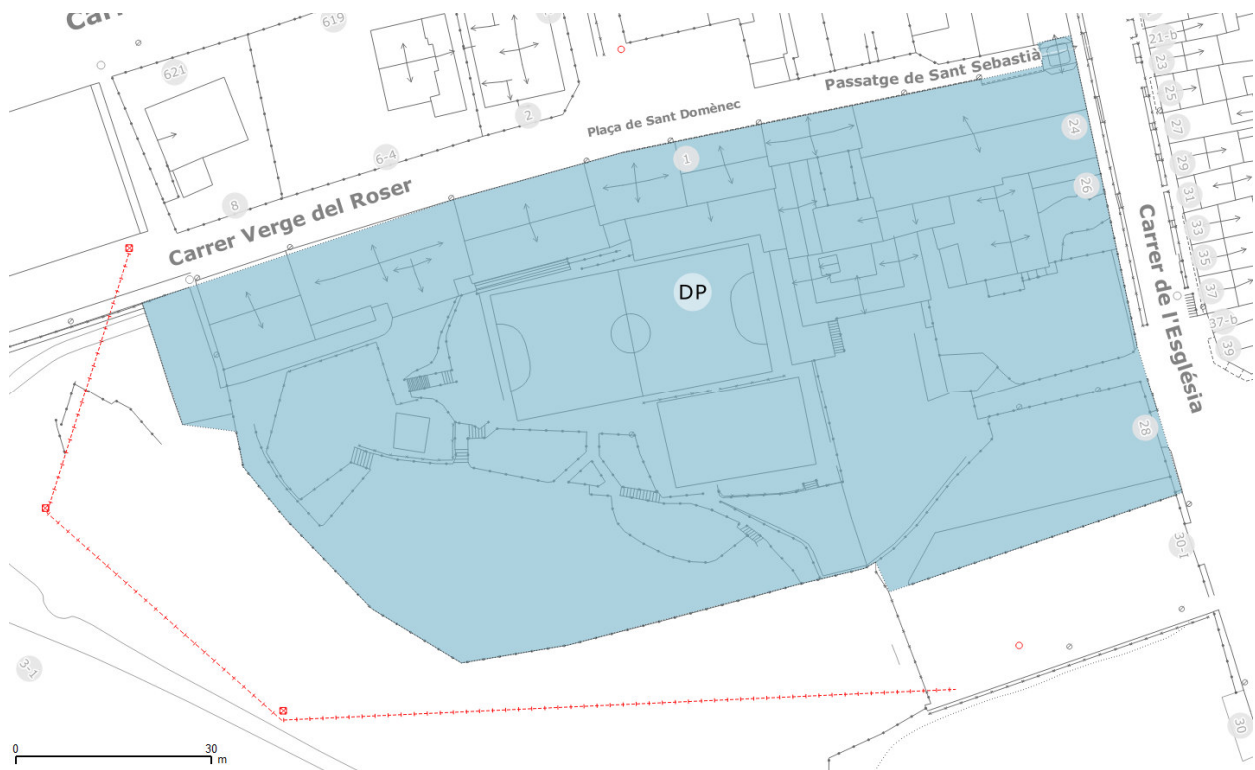 Carr
619
621
2
6-4
8
Carrer Verge del Roser
Plaça de Sant Domènec
Passatge de Sant Sebastià
1
DP
24
26
28
Carrer de l'Església
21-b
23
25
27
29
31
33
35
37
37-b
39
30-1
30
3-1
0 30
m